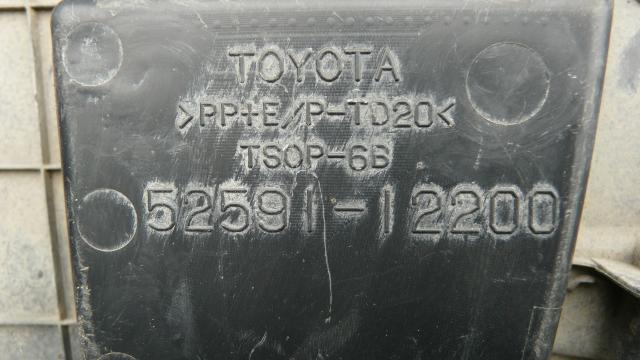 TOYOTA
>PP+E/P-TD20<
TSOP-6B
52591-12200